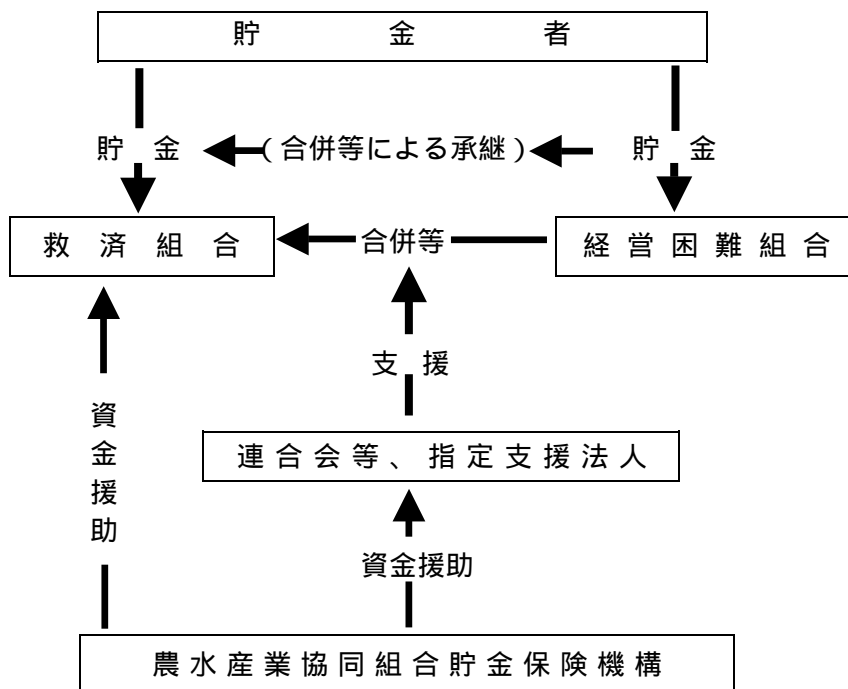 貯金者
貯金 (合併等による承継) 貯金
救済組合 合併等 経営困難組合
支援
資金援助
連合会等、指定支援法人
資金援助
農水産業協同組合貯金保険機構